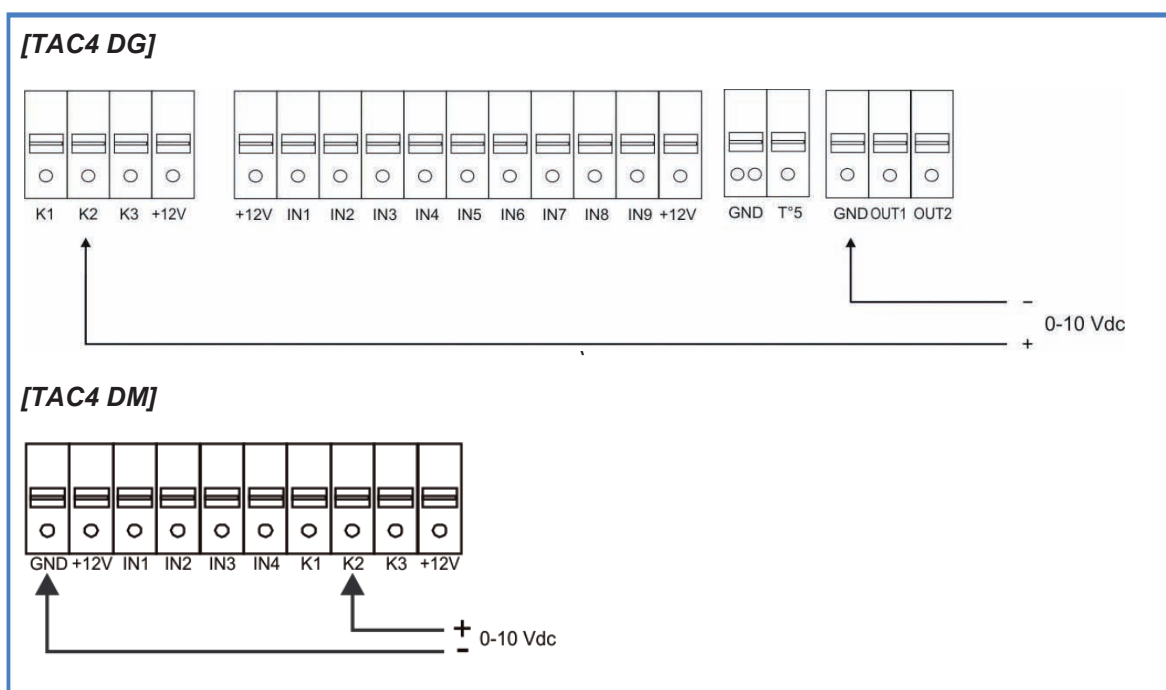 [TAC4 DG]
K1 K2 K3 +12V +12V IN1 IN2 IN3 IN4 IN5 IN6 IN7 IN8 IN9 +12V GND T°5 GND OUT1 OUT2
-
0-10 Vdc
+
[TAC4 DM]
GND +12V IN1 IN2 IN3 IN4 K1 K2 K3 +12V
+
0-10 Vdc
-